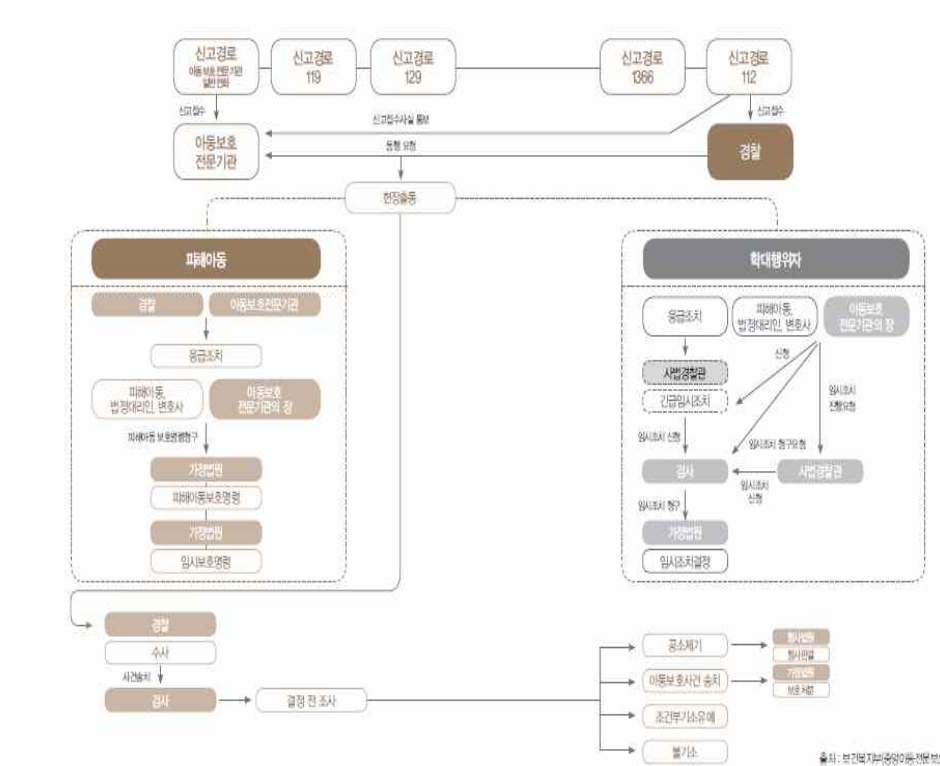 신고경로
아동보호전문기관
일반전화
신고경로
119
신고경로
129
신고경로
1366
신고경로
112
신고접수
신고접수
신고접수사실 통보
동행 요청
아동보호
전문기관
경찰
현장출동
피해아동
경찰
아동보호전문기관
응급조치
피해아동,
법정대리인, 변호사
아동보호
전문기관의 장
피해아동 보호명령청구
가정법원
피해아동보호명령
가정법원
임시보호명령
학대행위자
응급조치
피해아동,
법정대리인, 변호사
아동보호
전문기관의 장
신청
사법경찰관
긴급임시조치
임시조치
신청요청
임시조치 신청
임시조치 청구요청
검사
임시조치
신청
사법경찰관
임시조치 청구
가정법원
임시조치결정
경찰
수사
사건송치
검사
결정 전 조사
공소제기
형사법원
형사판결
아동보호사건 송치
가정법원
보호처분
조건부기소유예
불기소
출처 : 보건복지부(중앙아동전문보